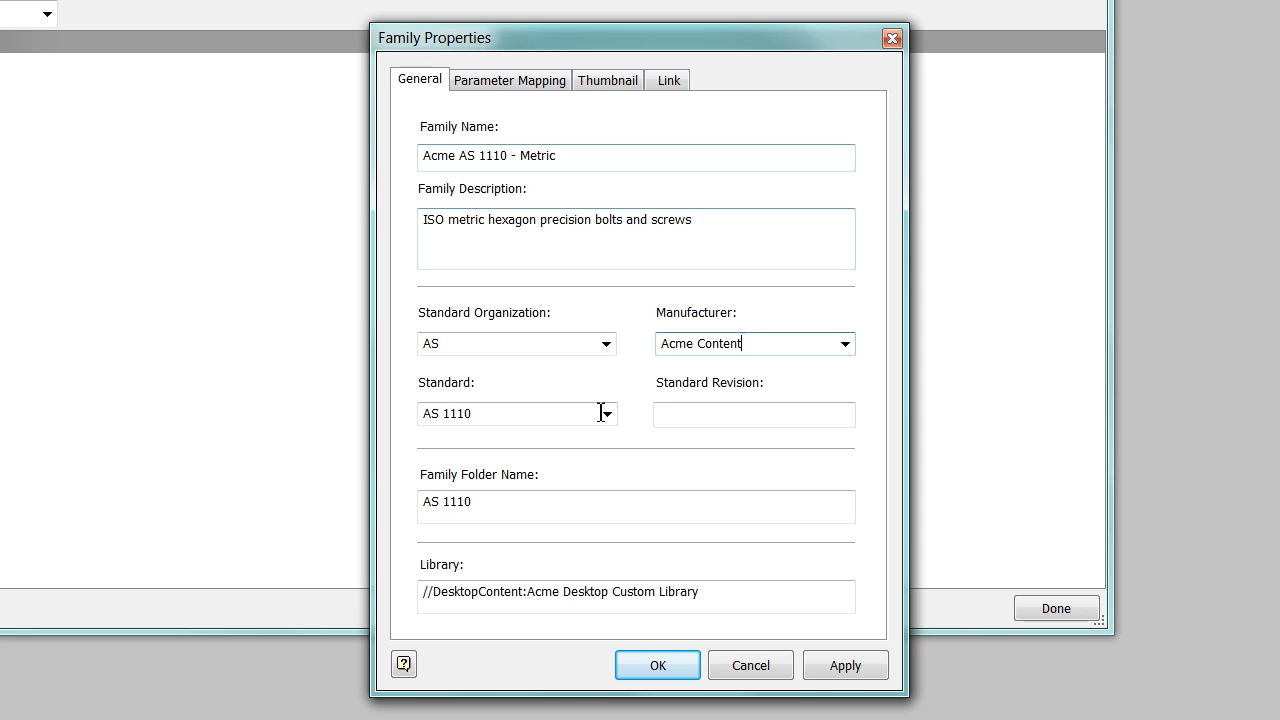 Family Properties
General
Parameter Mapping
Thumbnail
Link
Family Name:
Acme AS 1110 - Metric
Family Description:
ISO metric hexagon precision bolts and screws
Standard Organization:
Manufacturer:
AS
Acme Content
Standard:
Standard Revision:
AS 1110
Family Folder Name:
AS 1110
Library:
//DesktopContent:Acme Desktop Custom Library
Done
?
OK
Cancel
Apply